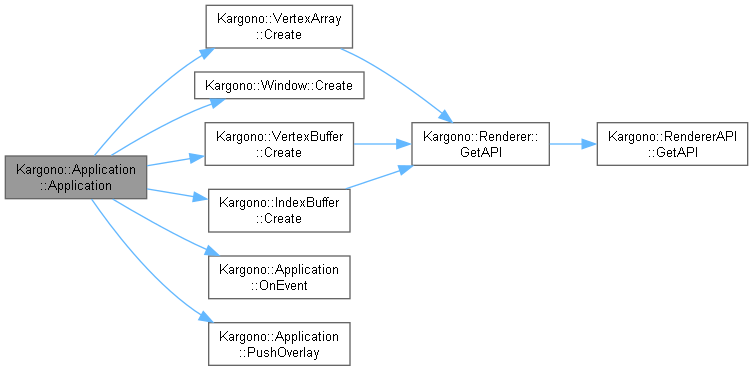 Kargono::VertexArray
::Create
Kargono::Window::Create
Kargono::VertexBuffer
::Create
Kargono::Renderer::
GetAPI
Kargono::RendererAPI
::GetAPI
Kargono::Application
::Application
Kargono::IndexBuffer
::Create
Kargono::Application
::OnEvent
Kargono::Application
::PushOverlay